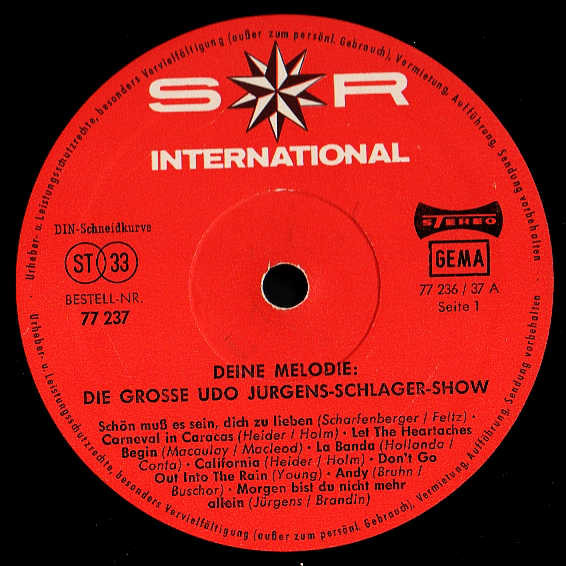 Urheber- u. Leistungsschutzrechte, besonders Vervielfältigung (außer zum persönl. Gebrauch), Vermietung, Aufführung, Sendung vorbehalten
S R
INTERNATIONAL
DIN-Schneidkurve
ST 33
BESTELL-NR.
77 237
STEREO
GEMA
77 236 / 37 A
Seite 1
DEINE MELODIE:
DIE GROSSE UDO JÜRGENS-SCHLAGER-SHOW
Schön muß es sein, dich zu lieben (Scharfenberger / Feltz) ·
Carneval in Caracas (Heider / Holm) · Let The Heartaches
Begin (Macaulay / Macleod) · La Banda (Hollanda /
Conta) · California (Heider / Holm) · Don't Go
Out Into The Rain (Young) · Andy (Bruhn /
Buschor) · Morgen bist du nicht mehr
allein (Jürgens / Brandin)
Urheber- u. Leistungsschutzrechte, besonders Vervielfältigung (außer zum persönl. Gebrauch), Vermietung, Aufführung, Sendung vorbehalten